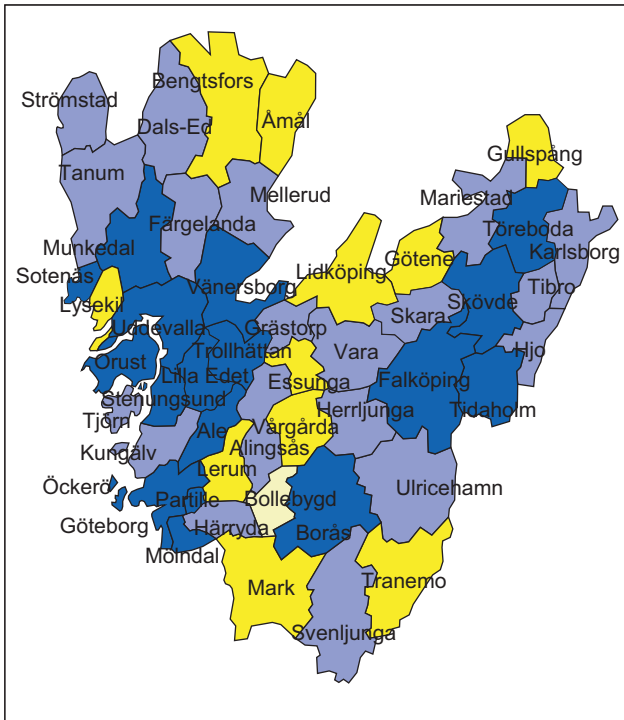 Bengtsfors
Strömstad
Dals-Ed
Åmål
Gullspång
Tanum
Mellerud
Mariestad
Färgelanda
Töreboda
Munkedal
Karlsborg
Götene
Sotenäs
Lidköping
Vänersborg
Tibro
Lysekil
Skövde
Skara
Uddevalla
Grästorp
Hjo
Trollhättan
Vara
Orust
Lilla Edet
Essunga
Falköping
Stenungsund
Herrljunga
Tidaholm
Tjörn
Vårgårda
Ale
Alingsås
Kungälv
Lerum
Ulricehamn
Öckerö
Partille
Bollebygd
Göteborg
Härryda
Borås
Mölndal
Mark
Tranemo
Svenljunga